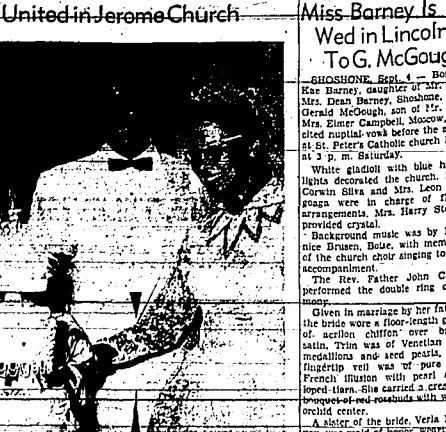 United in Jerome Church
Miss Barney Is
Wed in Lincoln
To G. McGoug
SHOSHONE, Sept. 4 — Bo
Kae Barney, daughter of Mr.
Mrs. Dean Barney, Shoshone,
Gerald McGough, son of Mr.
Mrs. Elmer Campbell, Moscow,
cited nuptial vows before the
at St. Peter's Catholic church
at 3 p. m. Saturday.
White gladioli with blue
lights decorated the church.
Corwin Silva and Mrs. Leon
goaga were in charge of
arrangements. Mrs. Harry
provided crystal.
Background music was by
nice Brusen, Boise, with mem
of the church choir singing to
accompaniment.
The Rev. Father John C
performed the double ring
mony.
Given in marriage by her
the bride wore a floor-length
of acrilon chiffon over
satin. Trim was of Venetian
medallions and seed pearls.
fingertip veil was of pure
French illusion with pearl
loped tiara. She carried a
bouquet of red rosebuds with
orchid center.
A sister of the bride, Verla